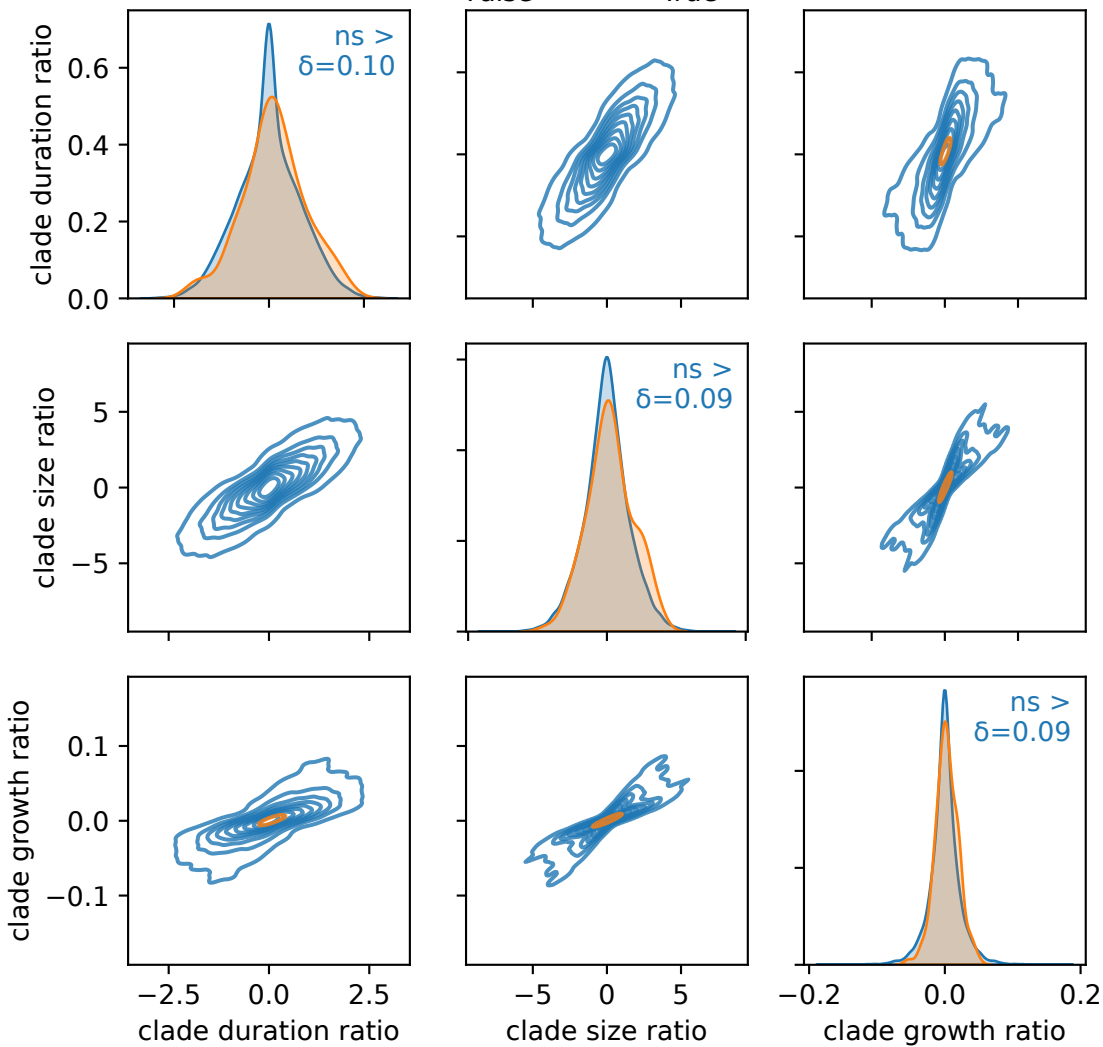 clade duration ratio
0.6
0.4
0.2
0.0
ns >
δ=0.10
clade size ratio
5
0
−5
ns >
δ=0.09
clade growth ratio
0.1
0.0
−0.1
ns >
δ=0.09
−2.5 0.0 2.5
−5 0 5
−0.2 0.0 0.2
clade duration ratio
clade size ratio
clade growth ratio